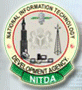 NATIONAL INFORMATION TECHNOLOGY
DEVELOPMENT AGENCY
NITDA